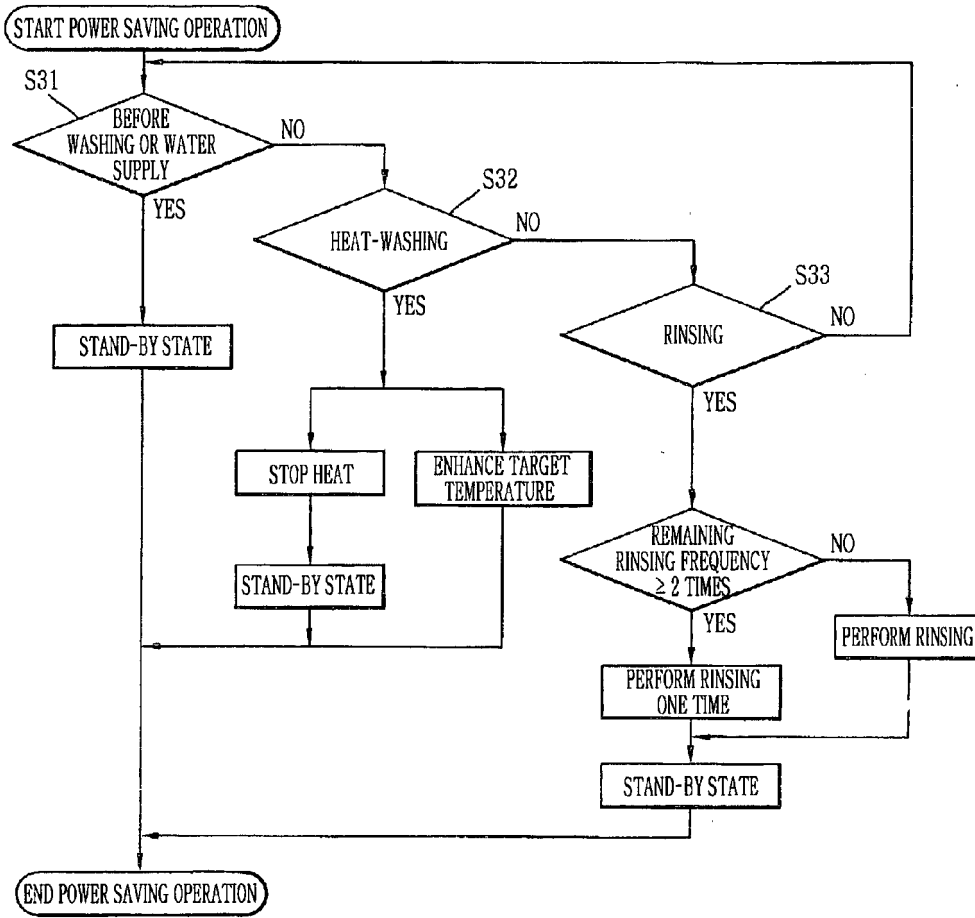 START POWER SAVING OPERATION
S31
BEFORE
WASHING OR WATER
SUPPLY
NO
YES
S32
HEAT-WASHING
NO
YES
S33
RINSING
NO
YES
STAND-BY STATE
STOP HEAT
ENHANCE TARGET
TEMPERATURE
STAND-BY STATE
REMAINING
RINSING FREQUENCY
≥ 2 TIMES
NO
YES
PERFORM RINSING
PERFORM RINSING
ONE TIME
STAND-BY STATE
END POWER SAVING OPERATION